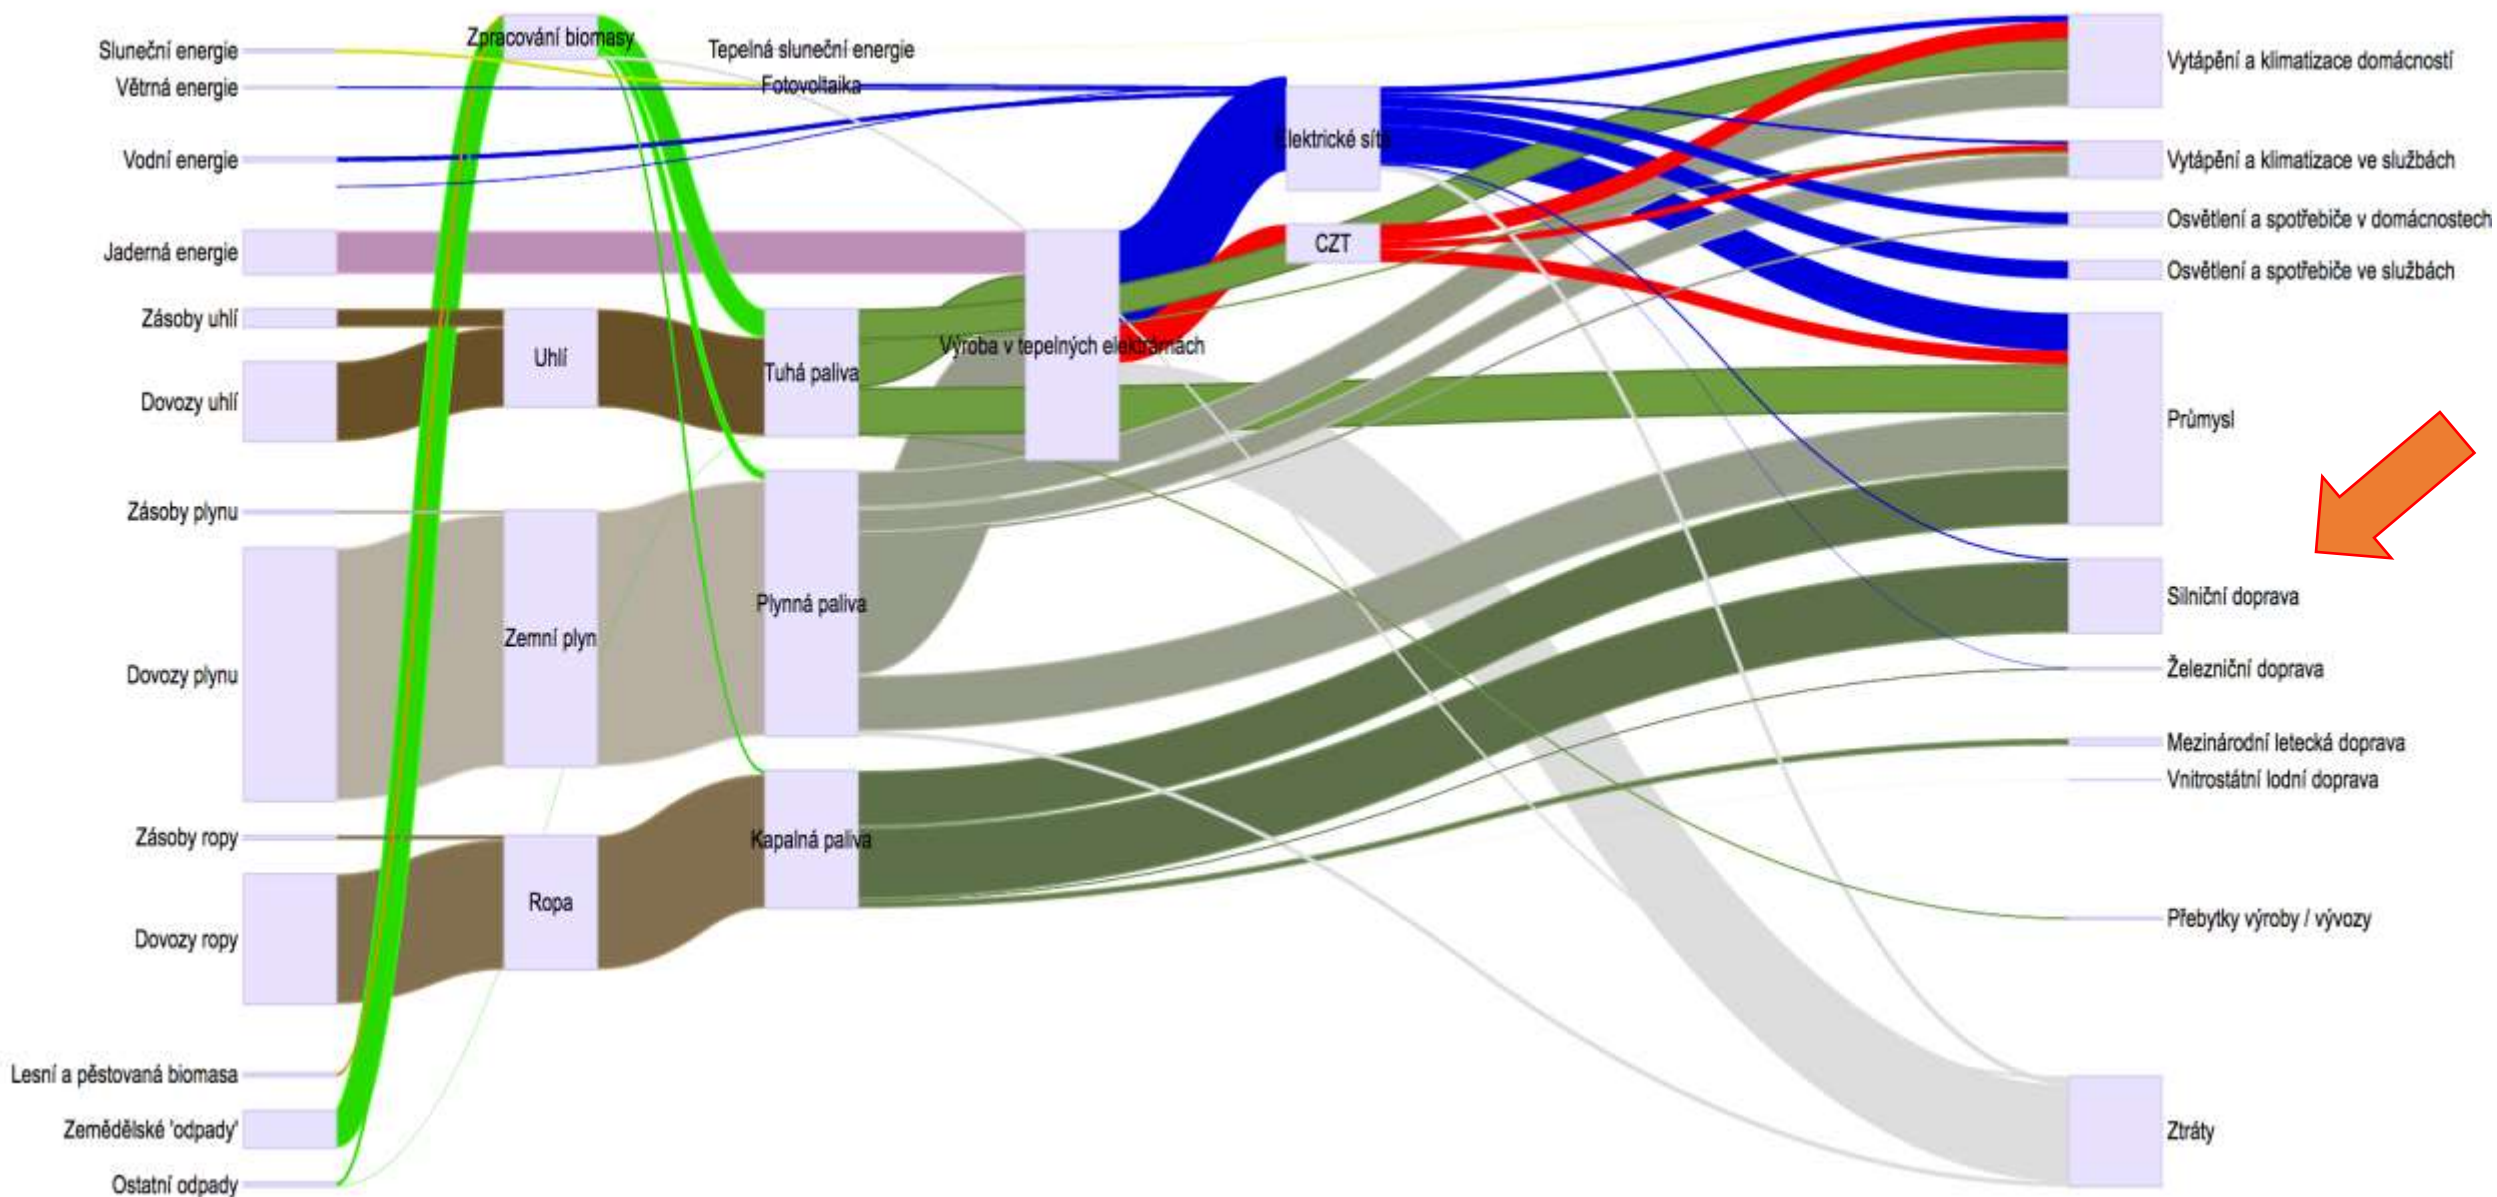 Sluneční energie
Větrná energie
Vodní energie
Jaderná energie
Zásoby uhlí
Dovozy uhlí
Zásoby plynu
Dovozy plynu
Zásoby ropy
Dovozy ropy
Lesní a pěstovaná biomasa
Zemědělské 'odpady'
Ostatní odpady
Zpracování biomasy
Uhlí
Zemní plyn
Ropa
Tepelná sluneční energie
Fotovoltaika
Tuhá paliva
Plynná paliva
Kapalná paliva
Výroba v tepelných elektrárnách
Elektrické sítě
CZT
Vytápění a klimatizace domácností
Vytápění a klimatizace ve službách
Osvětlení a spotřebiče v domácnostech
Osvětlení a spotřebiče ve službách
Průmysl
Silniční doprava
Železniční doprava
Mezinárodní letecká doprava
Vnitrostátní lodní doprava
Přebytky výroby / vývozy
Ztráty